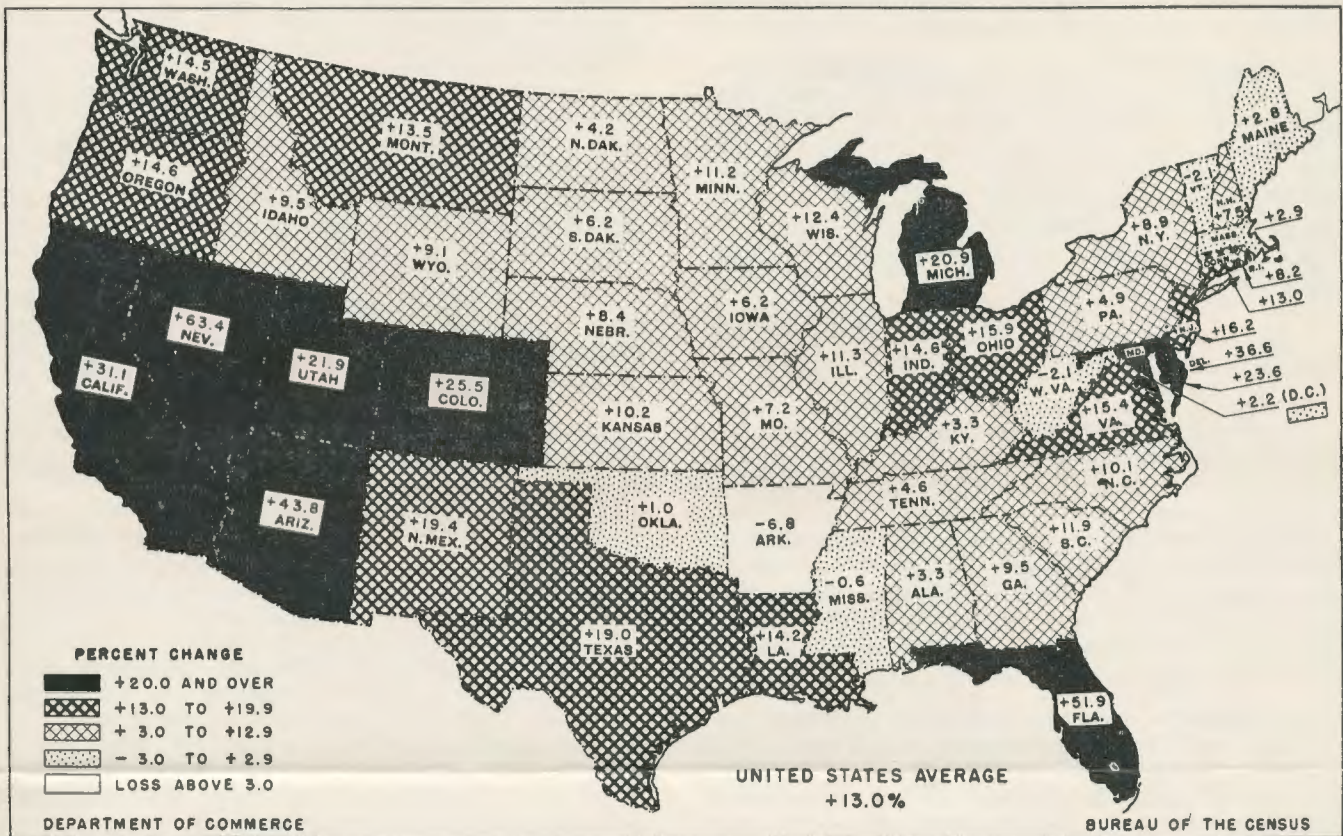 +14.5
WASH.
+14.6
OREGON
+13.5
MONT.
+9.5
IDAHO
+9.1
WYO.
+4.2
N.DAK.
+6.2
S.DAK.
+8.4
NEBR.
+10.2
KANSAS
+11.2
MINN.
+6.2
IOWA
+7.2
MO.
+12.4
WIS.
+11.3
ILL.
+20.9
MICH.
+14.6
IND.
+15.9
OHIO
+3.3
KY.
+4.6
TENN.
+63.4
NEV.
+31.1
CALIF.
+21.9
UTAH
+25.5
COLO.
+43.8
ARIZ.
+19.4
N.MEX.
+1.0
OKLA.
+19.0
TEXAS
-6.8
ARK.
+14.2
LA.
-0.6
MISS.
+3.3
ALA.
+9.5
GA.
+51.9
FLA.
+11.9
S.C.
+10.1
N.C.
+15.4
VA.
-2.1
W.VA.
+4.9
PA.
+8.9
N.Y.
-2.1
VT.
N.H.
+7.5
+2.8
MAINE
MASS.
+2.9
R.I.
+8.2
+13.0
N.J.
+16.2
DEL.
+36.6
MD.
+23.6
+2.2 (D.C.)
PERCENT CHANGE
+20.0 AND OVER
+13.0 TO +19.9
+ 3.0 TO +12.9
- 3.0 TO + 2.9
LOSS ABOVE 3.0
UNITED STATES AVERAGE
+13.0%
DEPARTMENT OF COMMERCE
BUREAU OF THE CENSUS